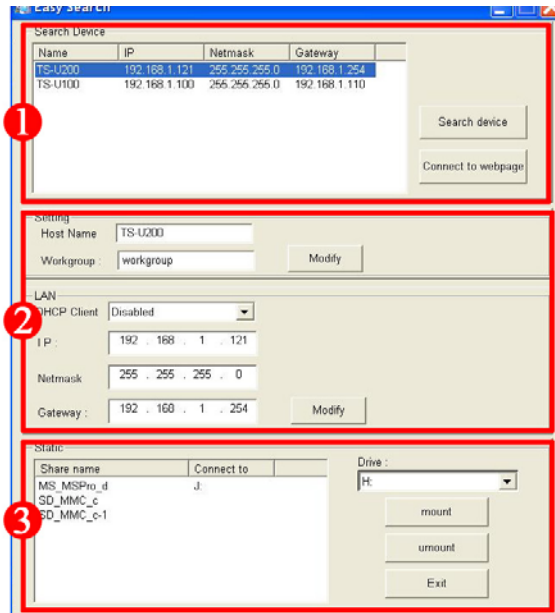 Easy Search
Search Device
Name IP Netmask Gateway
TS-U200 192.168.1.121 255.255.255.0 192.168.1.254
TS-U100 192.168.1.100 255.255.255.0 192.168.1.110
1
Search device
Connect to webpage
Setting
Host Name TS-U200
Workgroup : workgroup Modify
2
LAN
DHCP Client Disabled
IP : 192 . 168 . 1 . 121
Netmask 255 . 255 . 255 . 0
Gateway : 192 . 168 . 1 . 254 Modify
Static
Share name Connect to Drive :
MS_MSPro_d J: H:
SD_MMC_c
SD_MMC_c-1
3
mount
umount
Exit